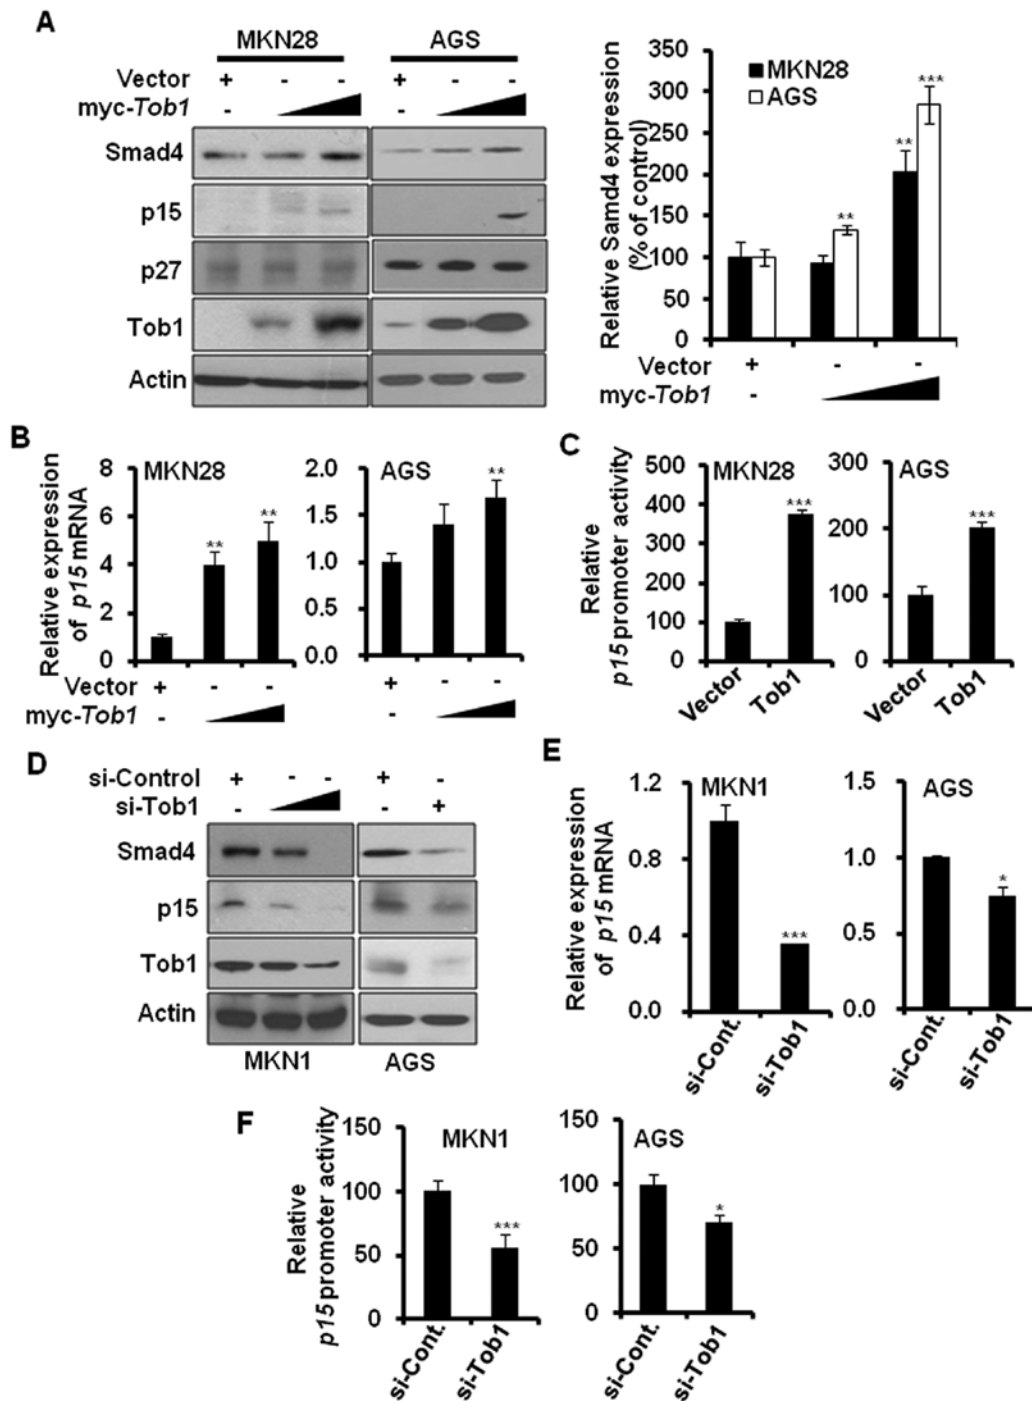 A
MKN28 AGS
Vector + - - + - -
myc-Tob1 - -
Smad4
p15
p27
Tob1
Actin
Relative Samd4 expression
(% of control)
350
300
250
200
150
100
50
0
MKN28
AGS
**
**
***
Vector + - -
myc-Tob1 -
B
Relative expression
of p15 mRNA
MKN28
8
6
4
2
0
**
**
AGS
2.0
1.5
1.0
0.5
0.0
**
Vector + - - + - -
myc-Tob1 - -
C
Relative
p15 promoter activity
MKN28
500
400
300
200
100
0
***
Vector Tob1
AGS
300
200
100
0
***
Vector Tob1
D
si-Control + - - + -
si-Tob1 - - +
Smad4
p15
Tob1
Actin
MKN1 AGS
E
Relative expression
of p15 mRNA
MKN1
1.2
0.8
0.4
0.0
***
si-Cont. si-Tob1
AGS
1.5
1.0
0.5
0.0
*
si-Cont. si-Tob1
F
Relative
p15 promoter activity
MKN1
150
100
50
0
***
si-Cont. si-Tob1
AGS
150
100
50
0
*
si-Cont. si-Tob1